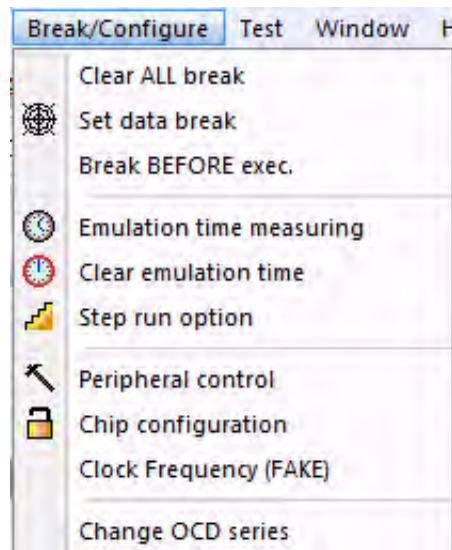 Break/Configure Test Window
Clear ALL break
Set data break
Break BEFORE exec.
Emulation time measuring
Clear emulation time
Step run option
Peripheral control
Chip configuration
Clock Frequency (FAKE)
Change OCD series